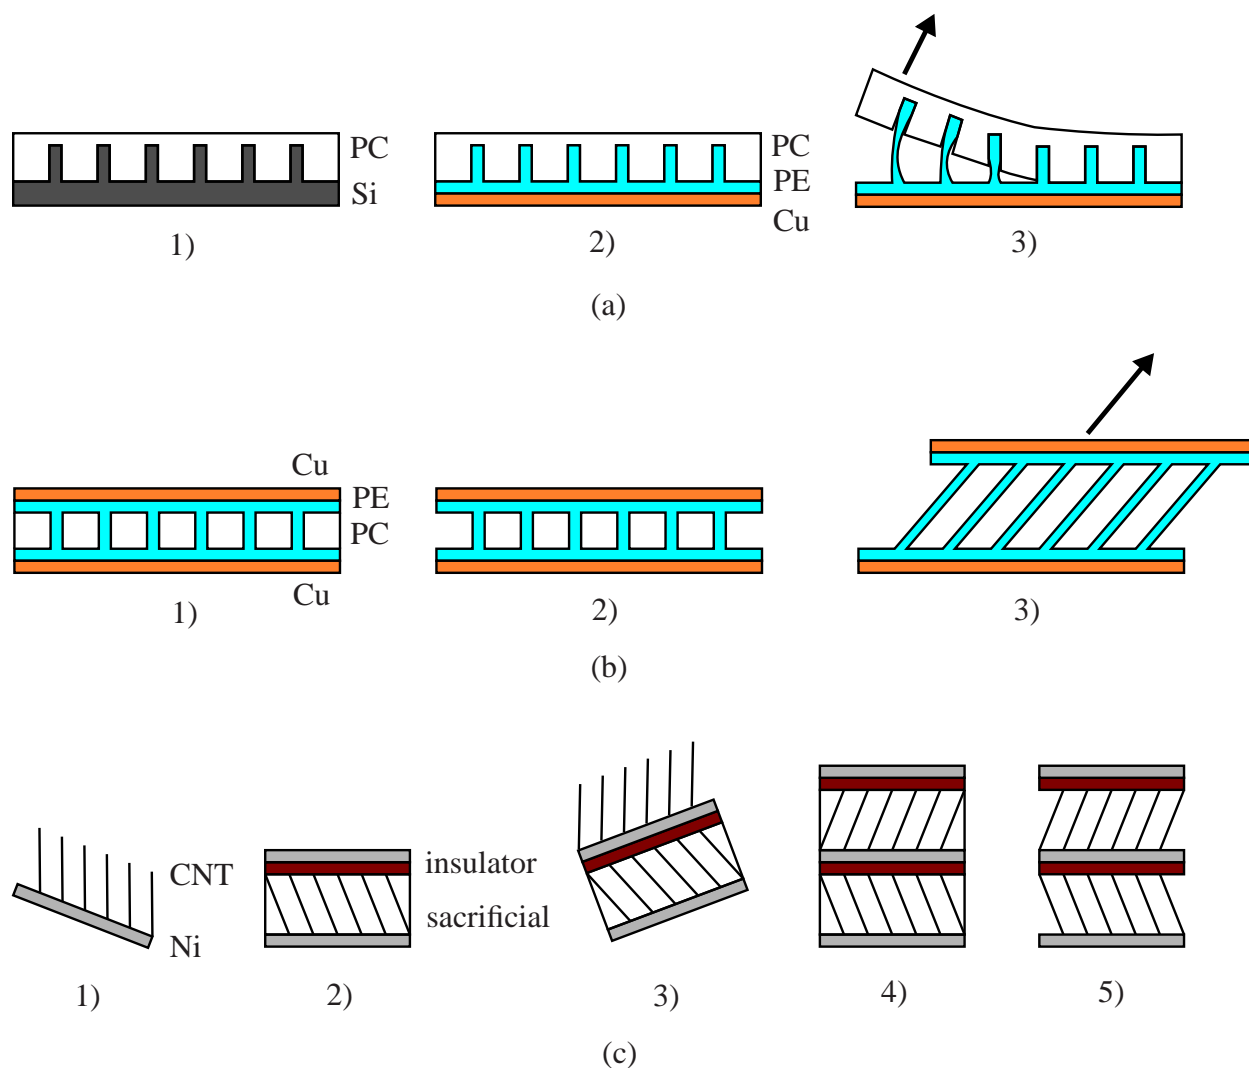 PC
Si
1)
PC
PE
Cu
2)
3)
(a)
Cu
PE
PC
Cu
1)
2)
3)
(b)
CNT
Ni
1)
insulator
sacrificial
2)
3)
4)
5)
(c)